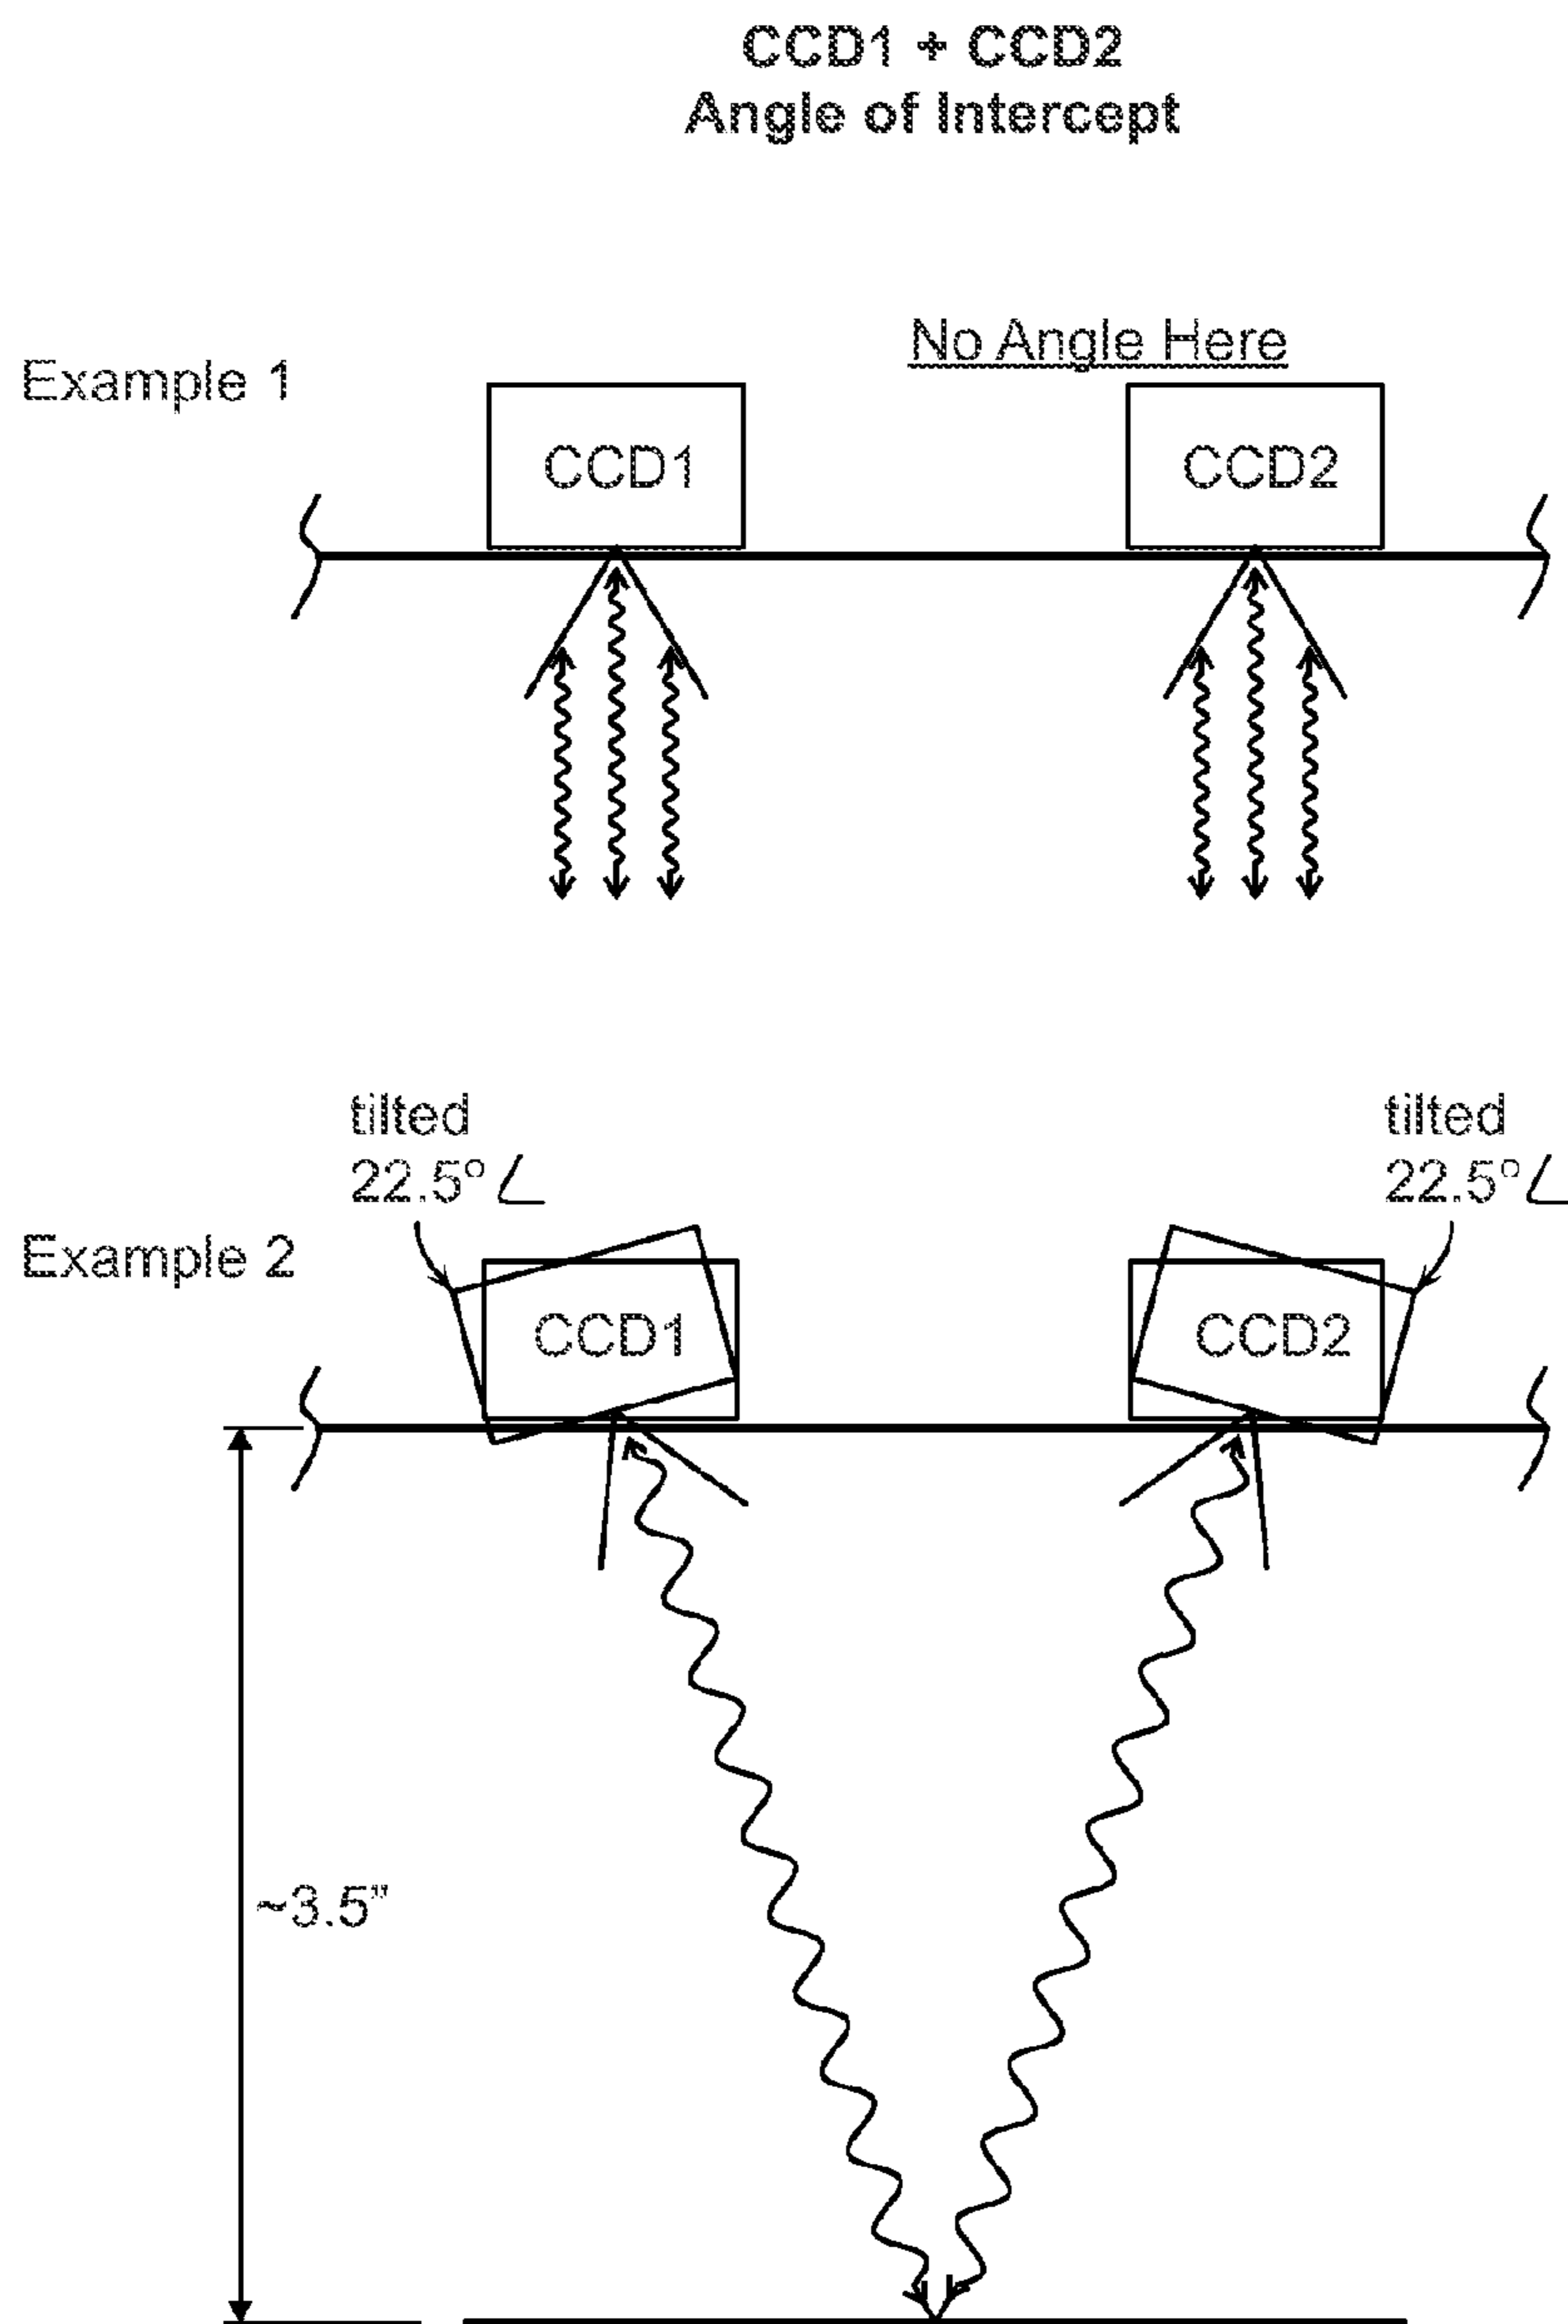 CCD1 + CCD2
Angle of Intercept
No Angle Here
Example 1
CCD1
CCD2
tilted
22.5°
tilted
22.5°
Example 2
CCD1
CCD2
~3.5"